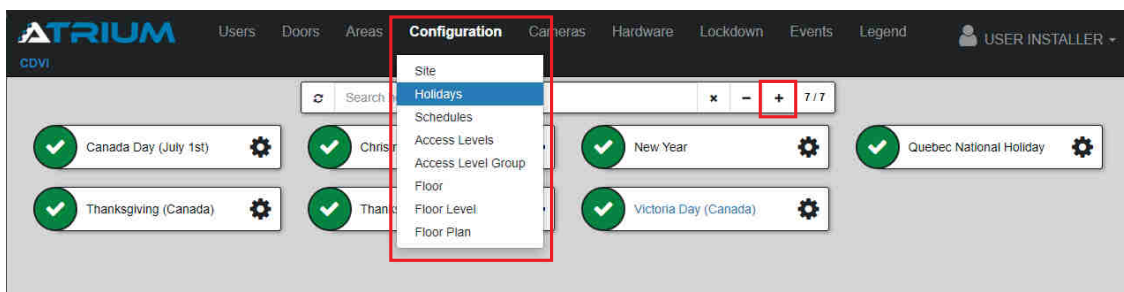 ATRIUM
CDVI
Users Doors Areas Configuration Cameras Hardware Lockdown Events Legend USER INSTALLER
Site
Holidays
Schedules
Access Levels
Access Level Group
Floor
Floor Level
Floor Plan
Search
× − + 7 / 7
Canada Day (July 1st)
New Year
Quebec National Holiday
Thanksgiving (Canada)
Victoria Day (Canada)